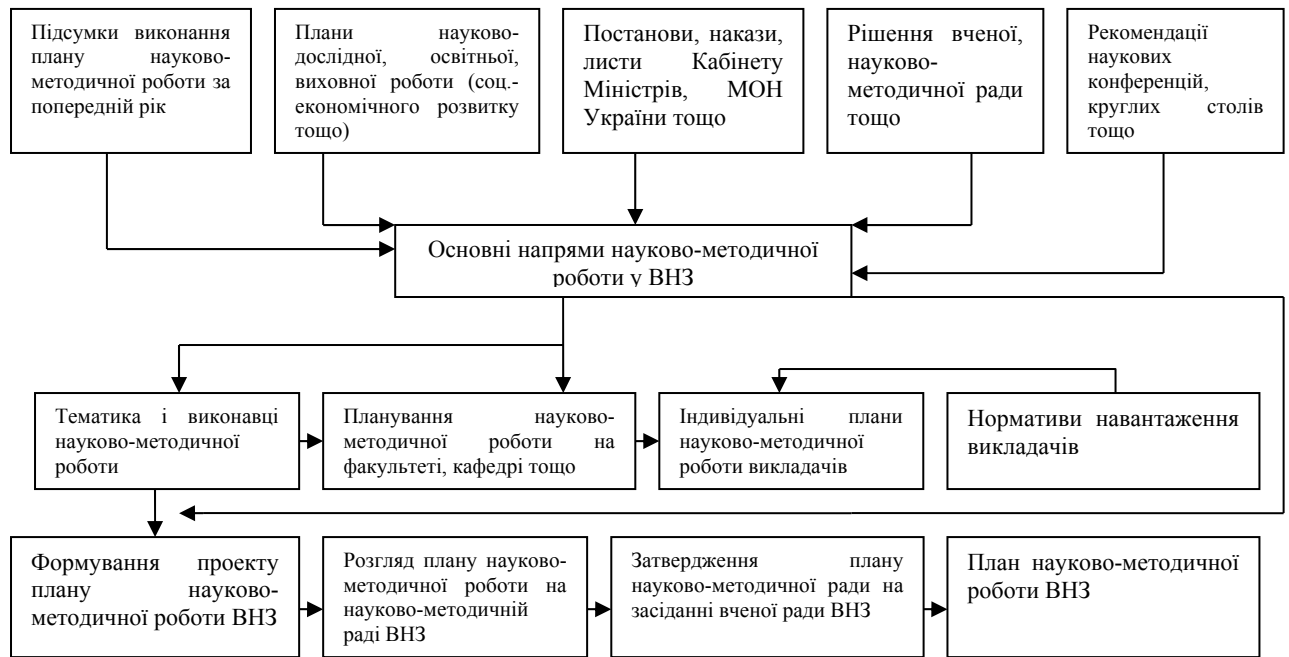 Підсумки виконання
плану науково-
методичної роботи за
попередній рік
Плани науково-
дослідної, освітньої,
виховної роботи (соц.-
економічного розвитку
тощо)
Постанови, накази,
листи Кабінету
Міністрів, МОН
України тощо
Рішення вченої,
науково-
методичної ради
тощо
Рекомендації
наукових
конференцій,
круглих столів
тощо
Основні напрями науково-методичної
роботи у ВНЗ
Тематика і виконавці
науково-методичної
роботи
Планування науково-
методичної роботи на
факультеті, кафедрі тощо
Індивідуальні плани
науково-методичної
роботи викладачів
Нормативи навантаження
викладачів
Формування проекту
плану науково-
методичної роботи ВНЗ
Розгляд плану науково-
методичної роботи на
науково-методичній
раді ВНЗ
Затвердження плану
науково-методичної ради на
засіданні вченої ради ВНЗ
План науково-методичної
роботи ВНЗ